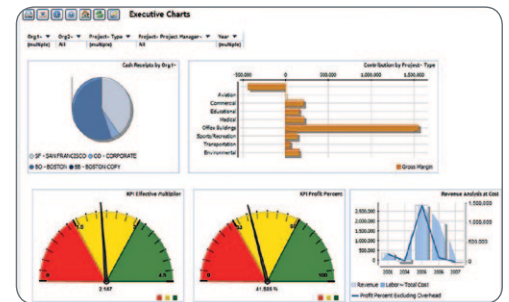 Executive Charts
Org1- Org2- Project- Type Project- Project Manager- Year
(multiple) All (multiple) All (multiple)
Cash Receipts by Org1-
SF - SAN FRANCISCO CO - CORPORATE
BO - BOSTON BB - BOSTON COPY
Contribution by Project- Type
-500,000 0 500,000 1,000,000 1,500,000
Aviation
Commercial
Educational
Medical
Office Buildings
Sports/Recreation
Transportation
Environmental
Gross Margin
KPI Effective Multiplier
2.147
KPI Profit Percent
100
Revenue Analysis at Cost
2,500,000
2,000,000
1,500,000
1,000,000
500,000
0
1,500,000
1,000,000
500,000
0
2003 2004 2005 2006 2007
Revenue Labor Total Cost
Profit Percent Excluding Overhead